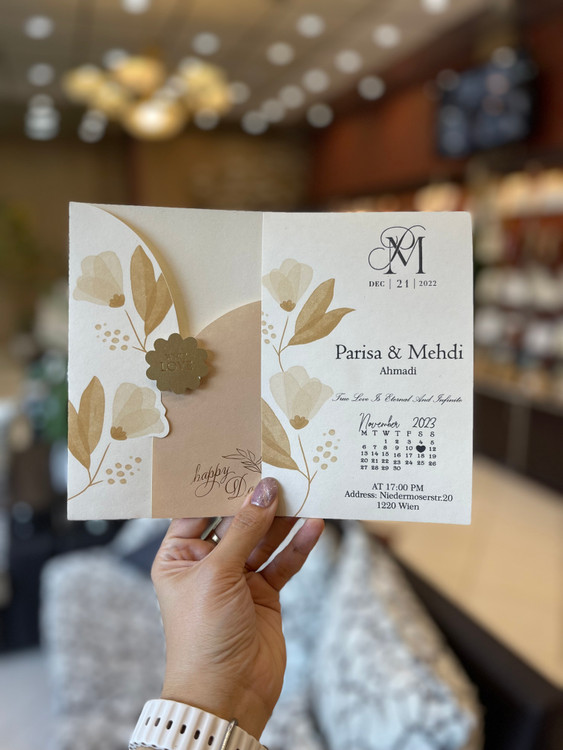 LOVE
happy
PM
DEC | 21 | 2022
Parisa & Mehdi
Ahmadi
True Love Is Eternal And Infinite
November 2023
M T W T F S S
1 2 3 4 5
6 7 8 9 10 12
13 14 15 16 17 18 19
20 21 22 23 24 25 26
27 28 29 30
AT 17:00 PM
Address: Niedermoserstr.20
1220 Wien